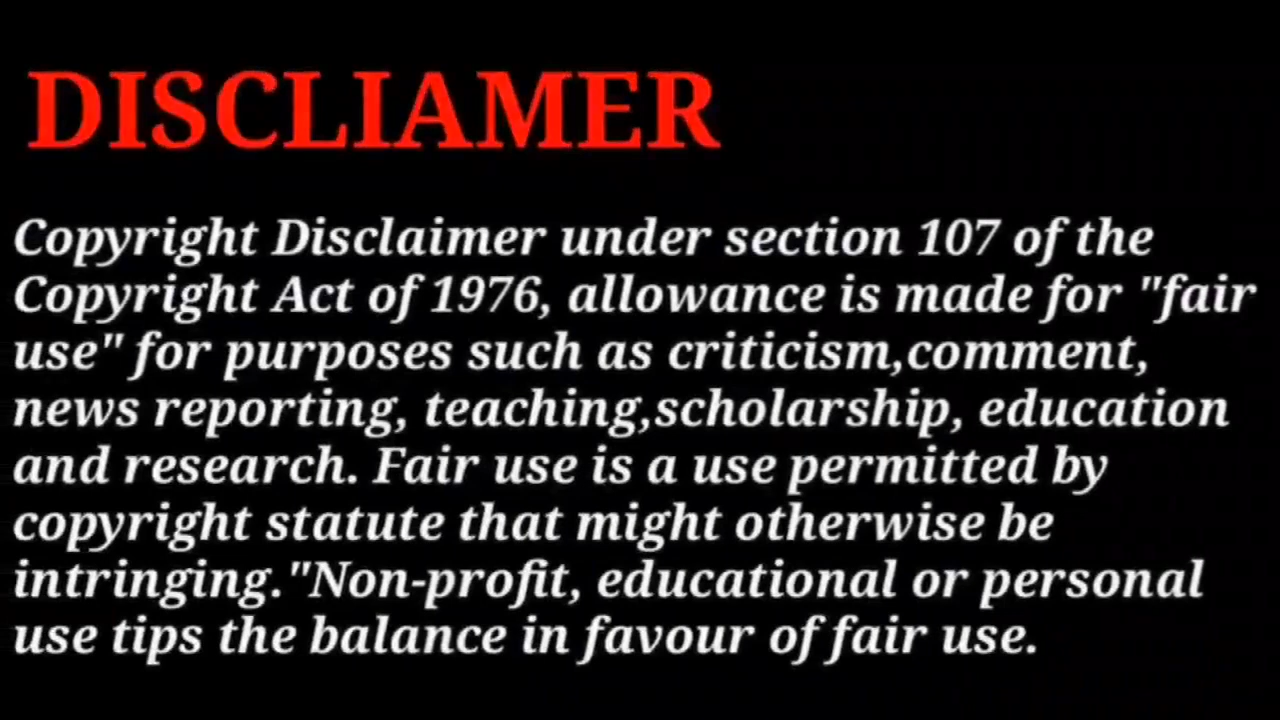 DISCLIAMER
Copyright Disclaimer under section 107 of the
Copyright Act of 1976, allowance is made for "fair
use" for purposes such as criticism,comment,
news reporting, teaching,scholarship, education
and research. Fair use is a use permitted by
copyright statute that might otherwise be
intringing."Non-profit, educational or personal
use tips the balance in favour of fair use.